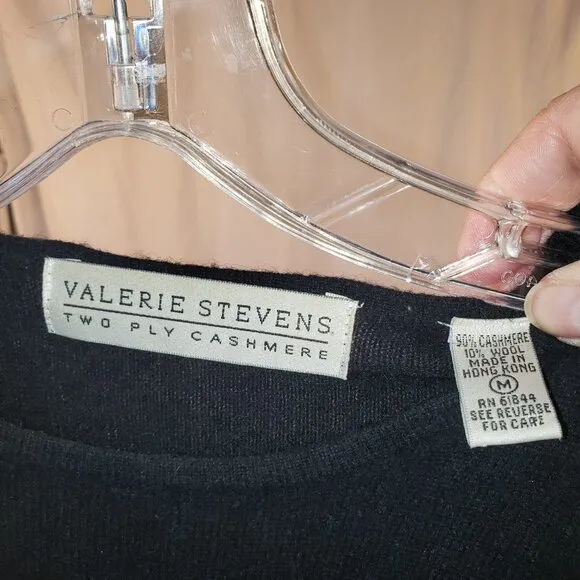 VALERIE STEVENS
TWO PLY CASHMERE
90% CASHMERE
10% WOOL
MADE IN
HONG KONG
M
RN 61844
SEE REVERSE
FOR CARE